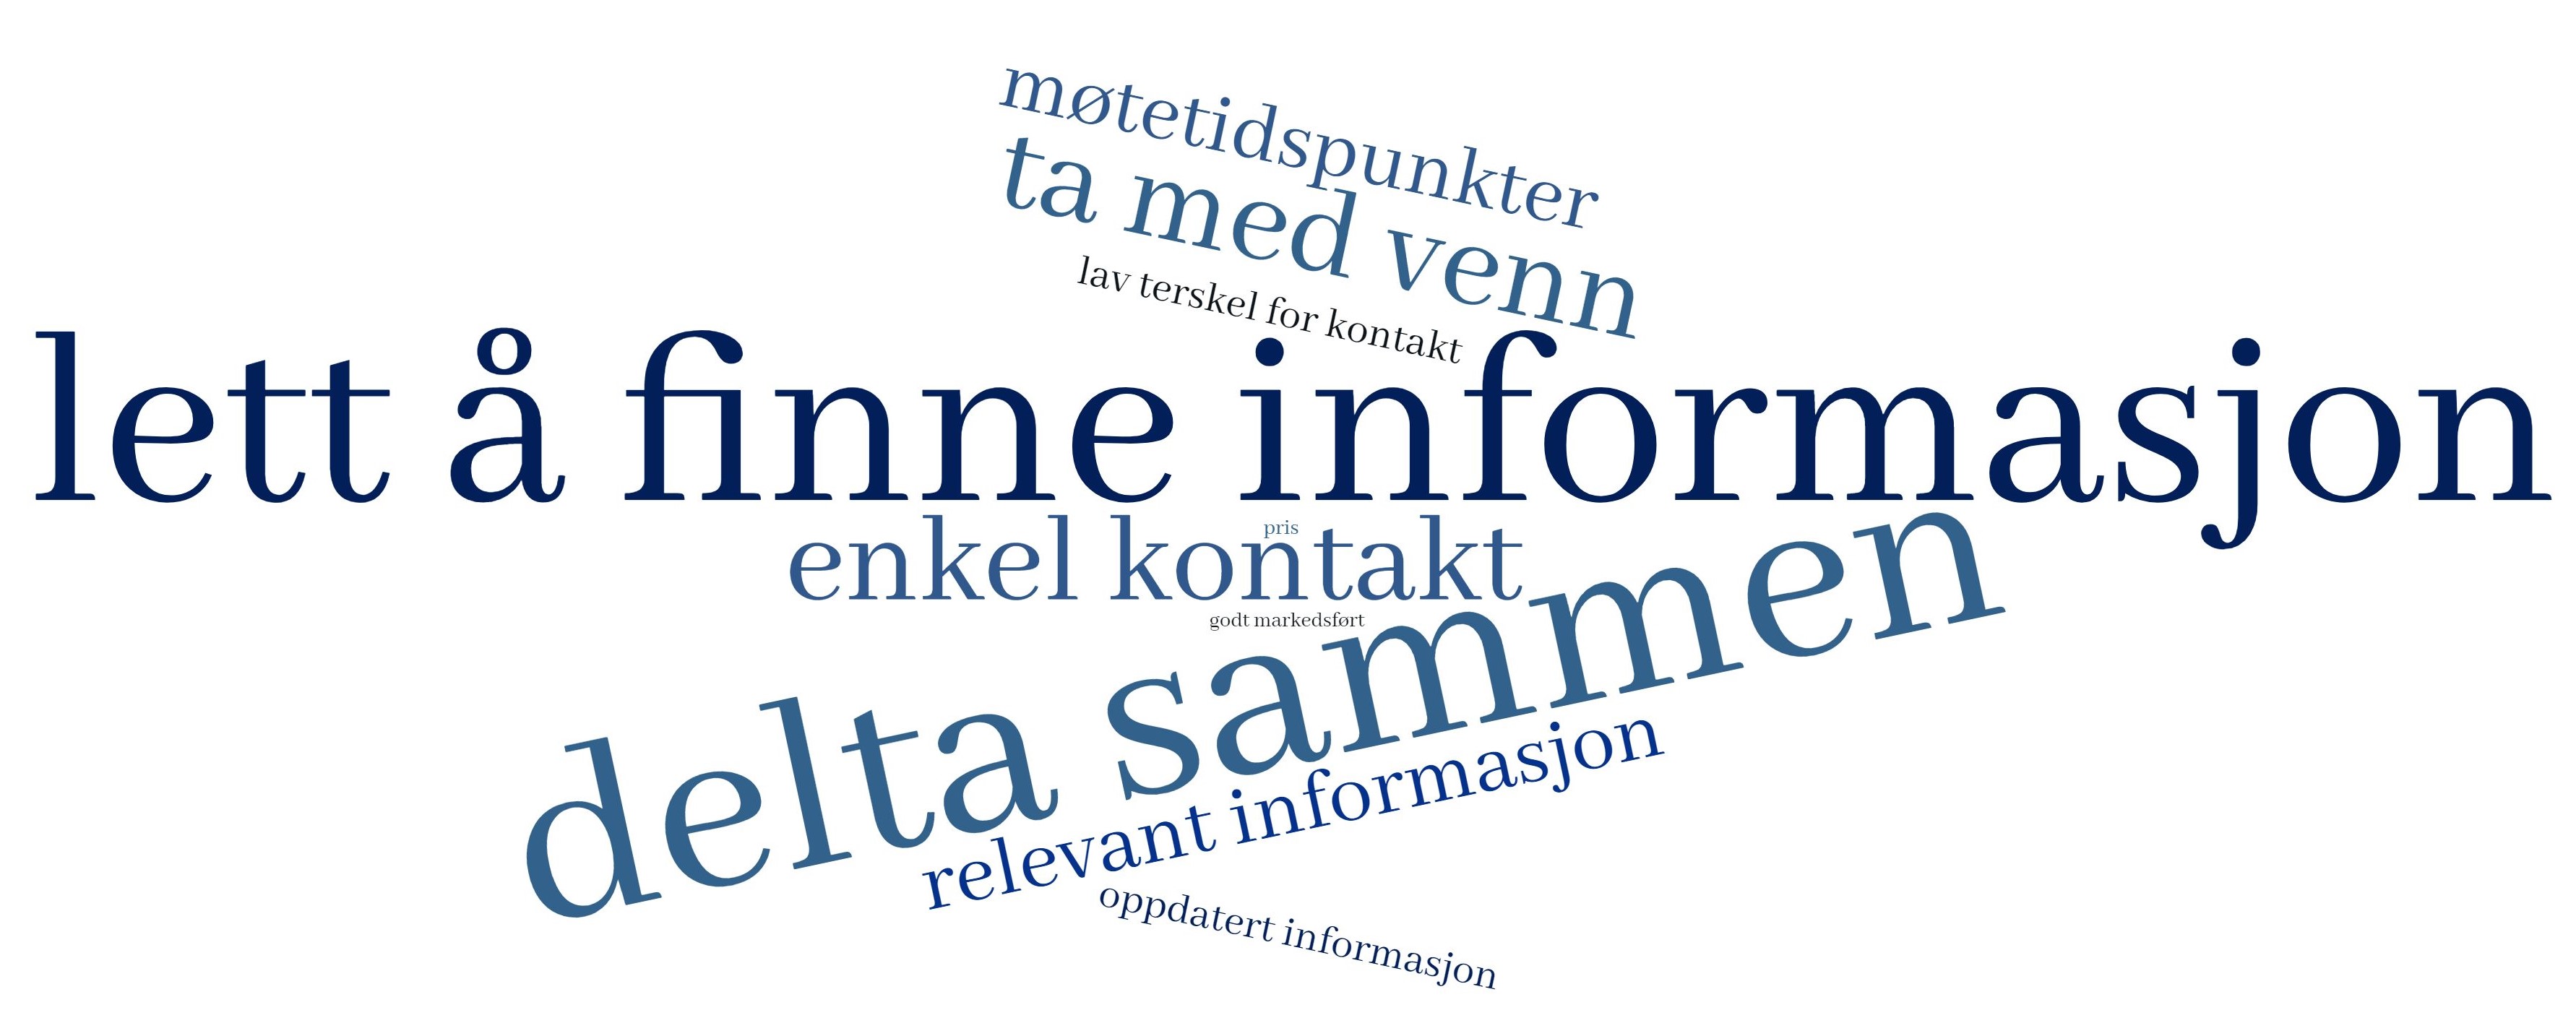 møtetidspunkter
ta med venn
lav terskel for kontakt
lett å finne informasjon
pris
enkel kontakt
godt markedsført
delta sammen
relevant informasjon
oppdatert informasjon